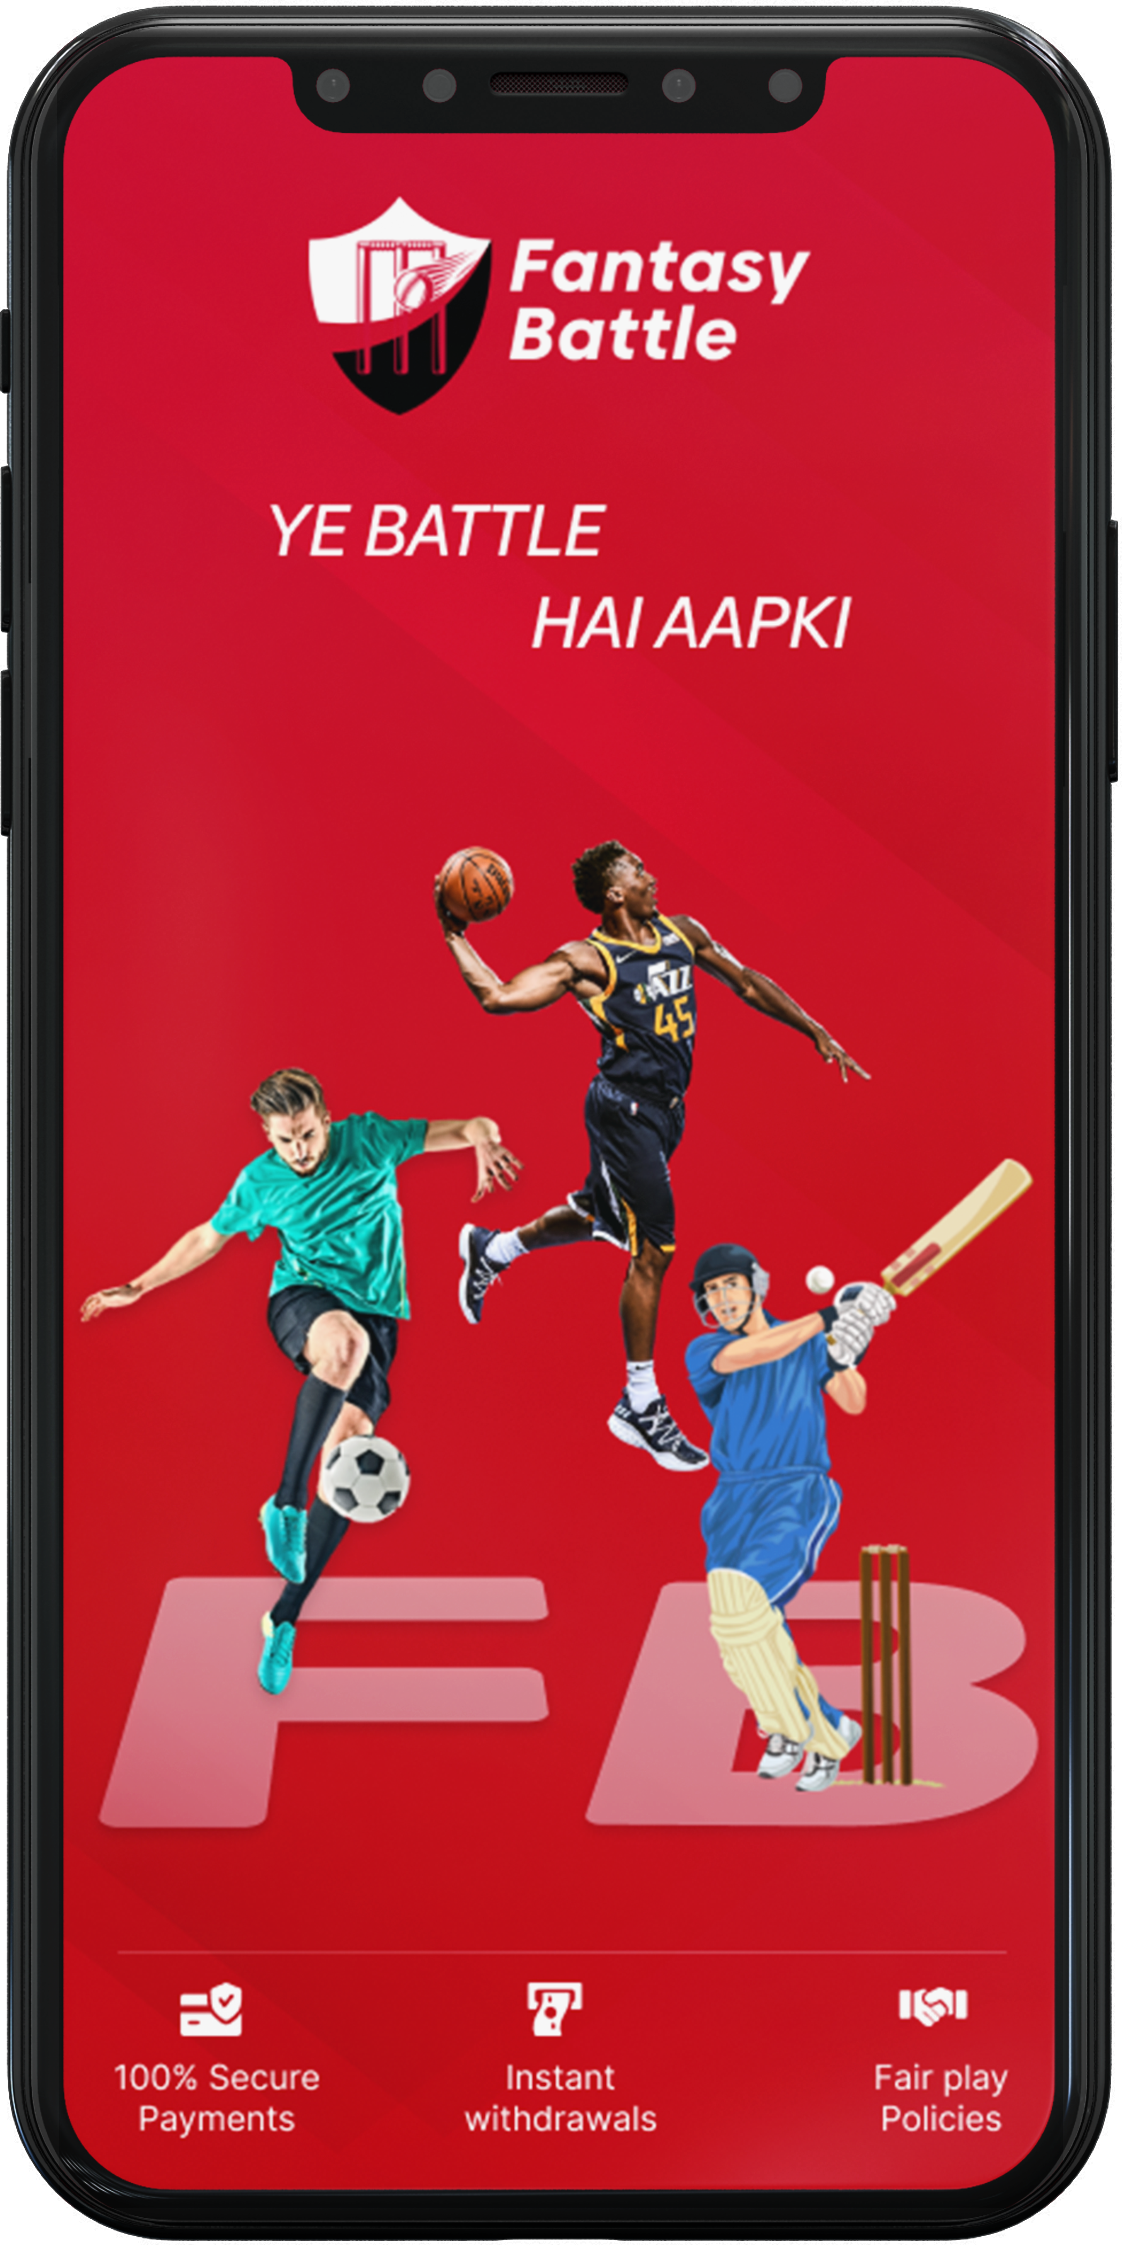 Fantasy
Battle
YE BATTLE
HAI AAPKI
JAZZ
45
FB
100% Secure
Payments
Instant
withdrawals
Fair play
Policies